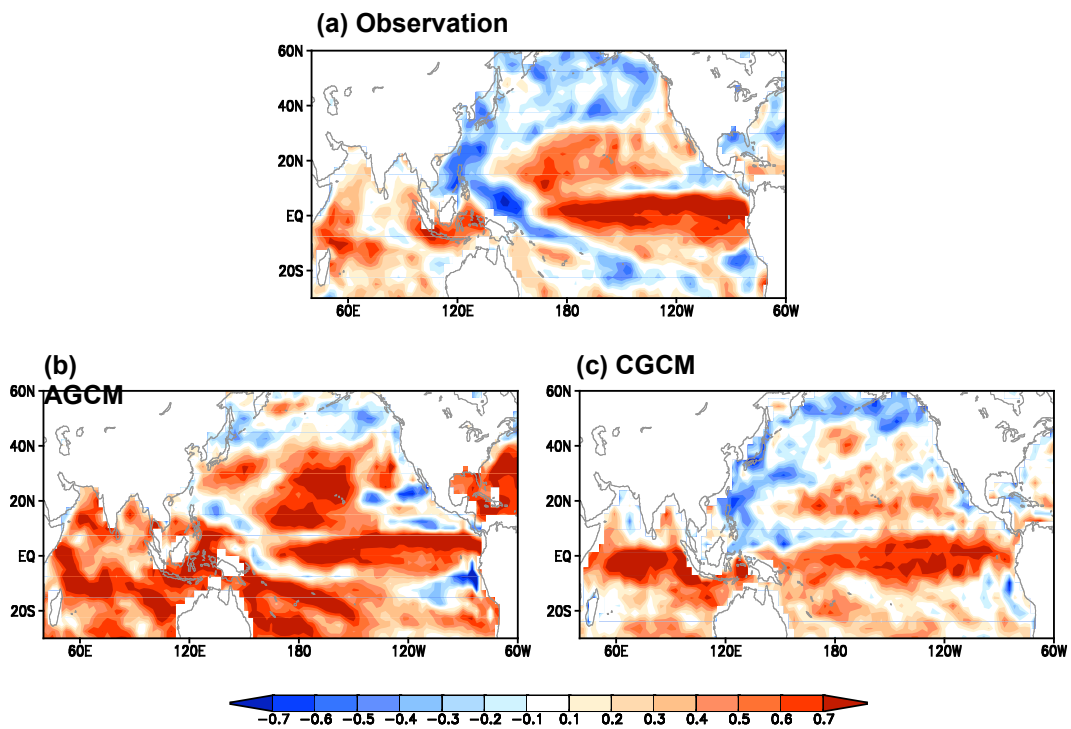 (a) Observation
60N
40N
20N
EQ
20S
60E 120E 180 120W 60W
(b)
AGCM
(c) CGCM
60N
40N
20N
EQ
20S
60E 120E 180 120W 60W
60N
40N
20N
EQ
20S
60E 120E 180 120W 60W
-0.7 -0.6 -0.5 -0.4 -0.3 -0.2 -0.1 0.1 0.2 0.3 0.4 0.5 0.6 0.7